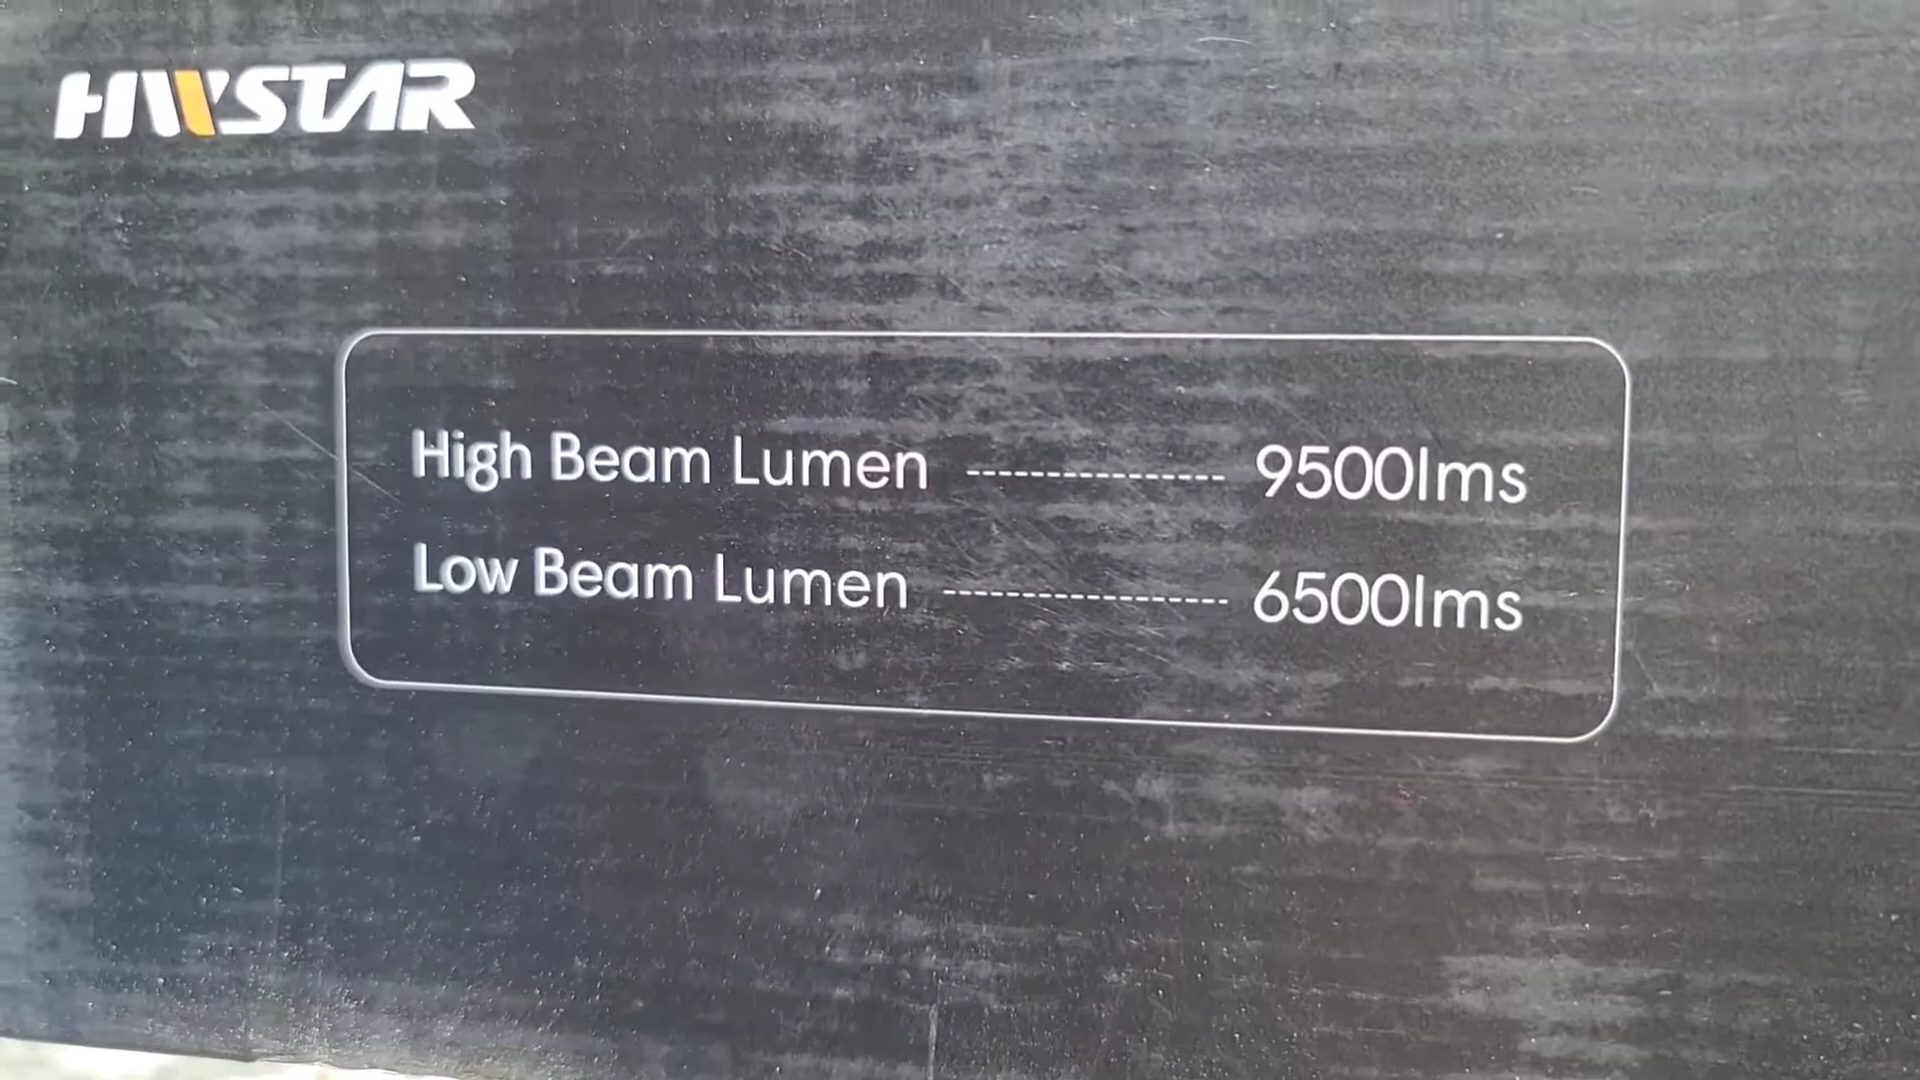 HWSTAR
High Beam Lumen --------------- 9500lms
Low Beam Lumen ---------------- 6500lms